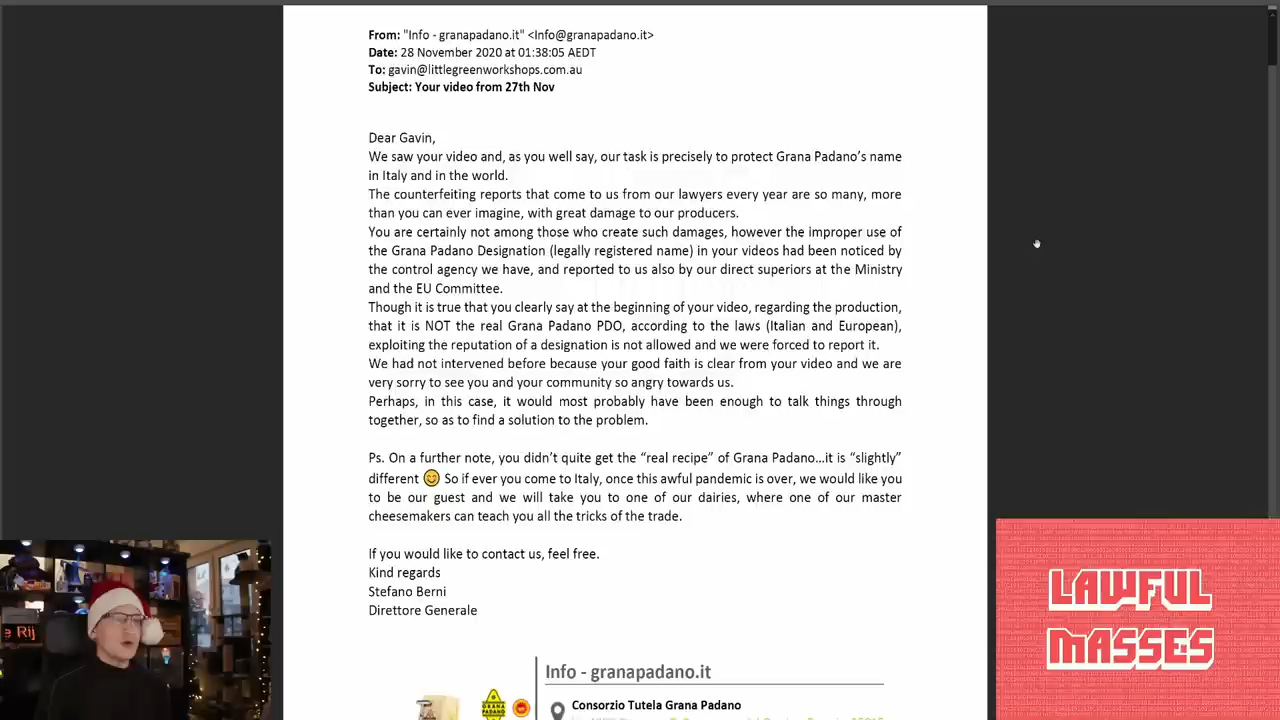 From: "Info - granapadano.it" <Info@granapadano.it>
Date: 28 November 2020 at 01:38:05 AEDT
To: gavin@littlegreenworkshops.com.au
Subject: Your video from 27th Nov
Dear Gavin,
We saw your video and, as you well say, our task is precisely to protect Grana Padano’s name
in Italy and in the world.
The counterfeiting reports that come to us from our lawyers every year are so many, more
than you can ever imagine, with great damage to our producers.
You are certainly not among those who create such damages, however the improper use of
the Grana Padano Designation (legally registered name) in your videos had been noticed by
the control agency we have, and reported to us also by our direct superiors at the Ministry
and the EU Committee.
Though it is true that you clearly say at the beginning of your video, regarding the production,
that it is NOT the real Grana Padano PDO, according to the laws (Italian and European),
exploiting the reputation of a designation is not allowed and we were forced to report it.
We had not intervened before because your good faith is clear from your video and we are
very sorry to see you and your community so angry towards us.
Perhaps, in this case, it would most probably have been enough to talk things through
together, so as to find a solution to the problem.
Ps. On a further note, you didn’t quite get the “real recipe” of Grana Padano…it is “slightly”
different 😊 So if ever you come to Italy, once this awful pandemic is over, we would like you
to be our guest and we will take you to one of our dairies, where one of our master
cheesemakers can teach you all the tricks of the trade.
If you would like to contact us, feel free.
Kind regards
Stefano Berni
Direttore Generale
Info - granapadano.it
Consorzio Tutela Grana Padano
GRANA
PADANO
e Rij
LAWFUL
MASSES